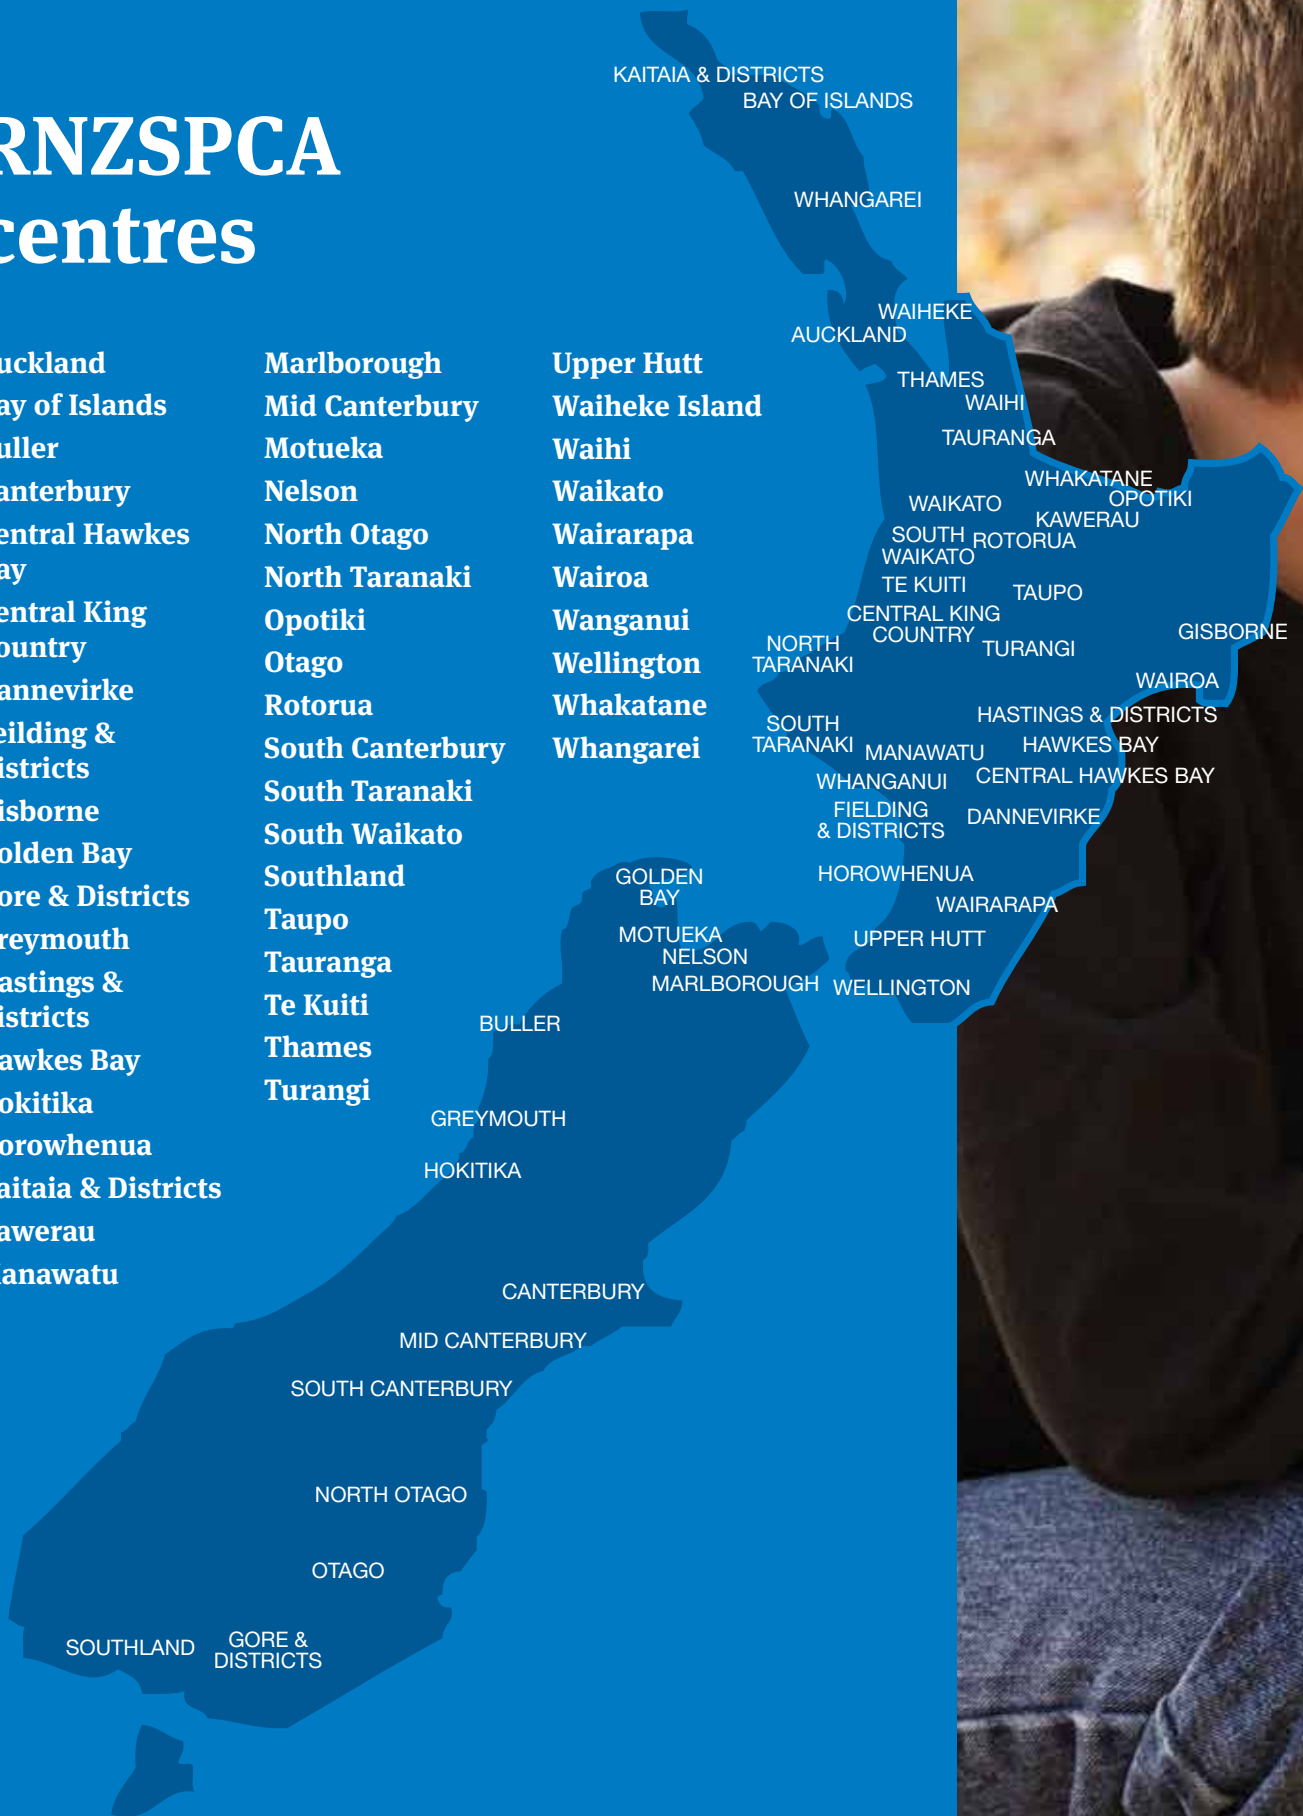 RNZSPCA
centres
uckland
ay of Islands
uller
anterbury
entral Hawkes
ay
entral King
ountry
annevirke
eilding &
istricts
isborne
olden Bay
ore & Districts
reymouth
astings &
istricts
awkes Bay
okitika
orowhenua
aitaia & Districts
awerau
anawatu
Marlborough
Mid Canterbury
Motueka
Nelson
North Otago
North Taranaki
Opotiki
Otago
Rotorua
South Canterbury
South Taranaki
South Waikato
Southland
Taupo
Tauranga
Te Kuiti
Thames
Turangi
Upper Hutt
Waiheke Island
Waihi
Waikato
Wairarapa
Wairoa
Wanganui
Wellington
Whakatane
Whangarei
KAITAIA & DISTRICTS
BAY OF ISLANDS
WHANGAREI
WAIHEKE
AUCKLAND
THAMES
WAIHI
TAURANGA
WHAKATANE
OPOTIKI
WAIKATO
KAWERAU
SOUTH
WAIKATO
ROTORUA
TE KUITI
TAUPO
CENTRAL KING
COUNTRY
GISBORNE
NORTH
TARANAKI
TURANGI
WAIROA
HASTINGS & DISTRICTS
SOUTH
TARANAKI
MANAWATU
HAWKES BAY
WHANGANUI
CENTRAL HAWKES BAY
FIELDING
& DISTRICTS
DANNEVIRKE
HOROWHENUA
GOLDEN
BAY
WAIRARAPA
MOTUEKA
UPPER HUTT
NELSON
MARLBOROUGH
WELLINGTON
BULLER
GREYMOUTH
HOKITIKA
CANTERBURY
MID CANTERBURY
SOUTH CANTERBURY
NORTH OTAGO
OTAGO
SOUTHLAND
GORE &
DISTRICTS